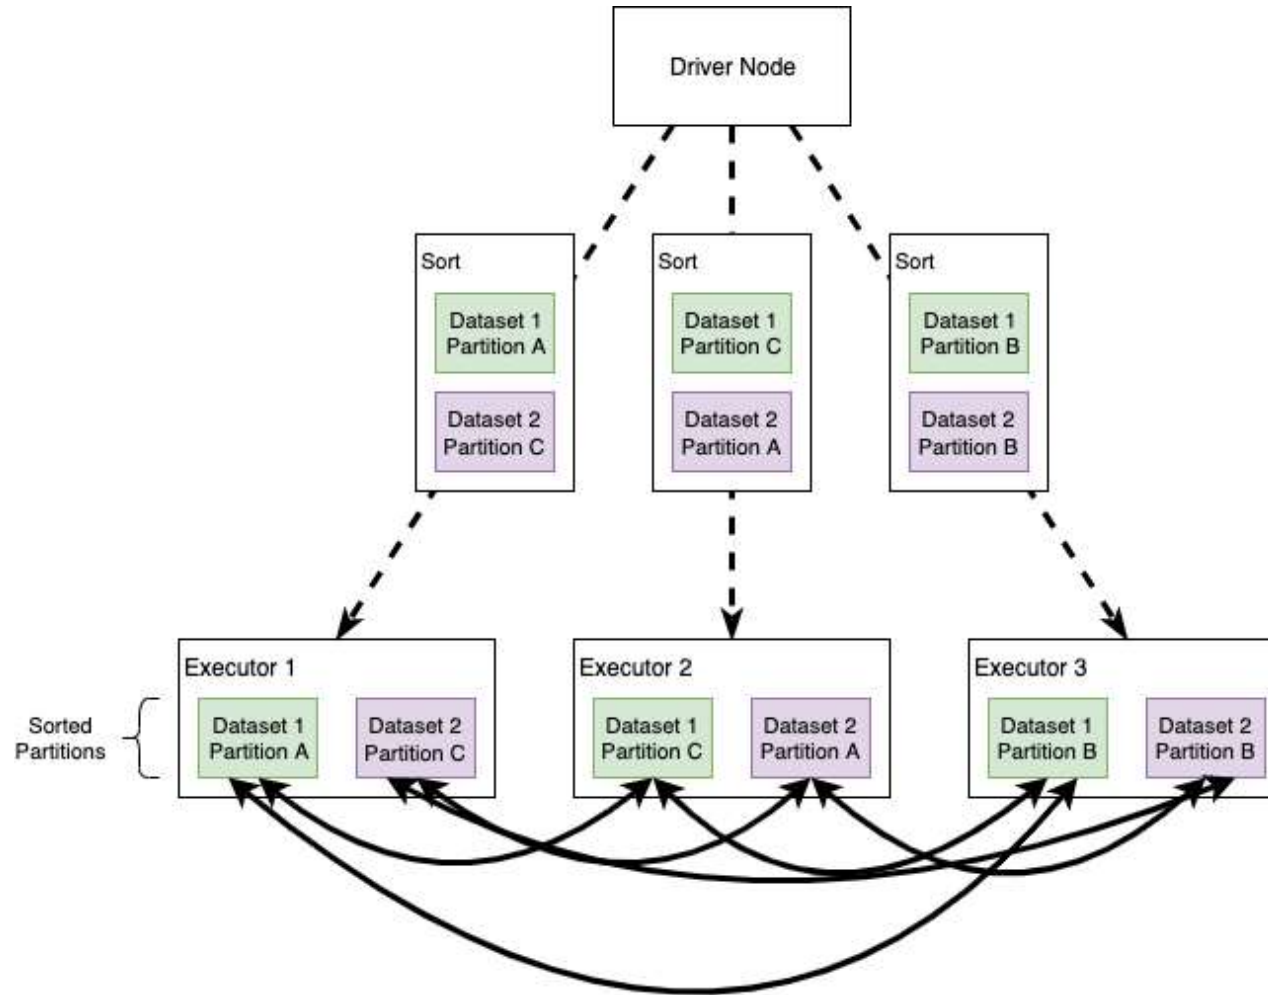 Driver Node
Sort
Dataset 1
Partition A
Dataset 2
Partition C
Sort
Dataset 1
Partition C
Dataset 2
Partition A
Sort
Dataset 1
Partition B
Dataset 2
Partition B
Sorted
Partitions
Executor 1
Dataset 1
Partition A
Dataset 2
Partition C
Executor 2
Dataset 1
Partition C
Dataset 2
Partition A
Executor 3
Dataset 1
Partition B
Dataset 2
Partition B